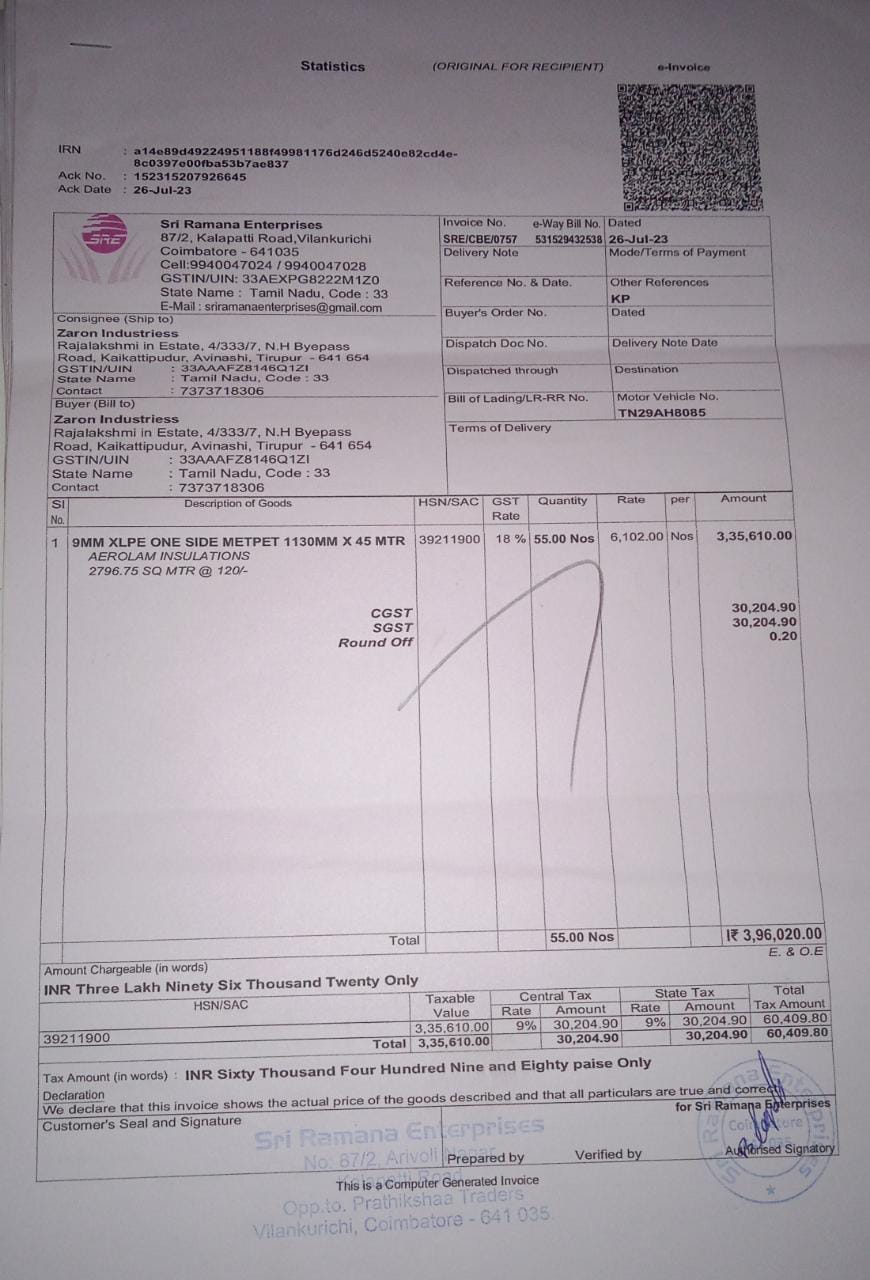 Statistics (ORIGINAL FOR RECIPIENT) e-Invoice
IRN : a14e89d49224951188f49981176d246d5240e82cd4e-
8c0397e00fba53b7ae837
Ack No. : 152315207926645
Ack Date : 26-Jul-23
SRE
Sri Ramana Enterprises
87/2, Kalapatti Road,Vilankurichi
Coimbatore - 641035
Cell:9940047024 / 9940047028
GSTIN/UIN: 33AEXPG8222M1Z0
State Name : Tamil Nadu, Code : 33
E-Mail : sriramanaenterprises@gmail.com
Invoice No. e-Way Bill No. Dated
SRE/CBE/0757 531529432538 26-Jul-23
Delivery Note Mode/Terms of Payment
Reference No. & Date. Other References
KP
Buyer's Order No. Dated
Dispatch Doc No. Delivery Note Date
Dispatched through Destination
Bill of Lading/LR-RR No. Motor Vehicle No.
TN29AH8085
Terms of Delivery
Consignee (Ship to)
Zaron Industriess
Rajalakshmi in Estate, 4/333/7, N.H Byepass
Road, Kaikattipudur, Avinashi, Tirupur - 641 654
GSTIN/UIN : 33AAAFZ8146Q1ZI
State Name : Tamil Nadu, Code : 33
Contact : 7373718306
Buyer (Bill to)
Zaron Industriess
Rajalakshmi in Estate, 4/333/7, N.H Byepass
Road, Kaikattipudur, Avinashi, Tirupur - 641 654
GSTIN/UIN : 33AAAFZ8146Q1ZI
State Name : Tamil Nadu, Code : 33
Contact : 7373718306
Sl No. Description of Goods HSN/SAC GST Rate Quantity Rate per Amount
1 9MM XLPE ONE SIDE METPET 1130MM X 45 MTR 39211900 18 % 55.00 Nos 6,102.00 Nos 3,35,610.00
AEROLAM INSULATIONS
2796.75 SQ MTR @ 120/-
CGST 30,204.90
SGST 30,204.90
Round Off 0.20
Total 55.00 Nos I₹ 3,96,020.00
E. & O.E
Amount Chargeable (in words)
INR Three Lakh Ninety Six Thousand Twenty Only
HSN/SAC Taxable Value Central Tax State Tax Total Tax Amount
Rate Amount Rate Amount
39211900 3,35,610.00 9% 30,204.90 9% 30,204.90 60,409.80
Total 3,35,610.00 30,204.90 30,204.90 60,409.80
Tax Amount (in words) : INR Sixty Thousand Four Hundred Nine and Eighty paise Only
Declaration
We declare that this invoice shows the actual price of the goods described and that all particulars are true and correct.
Customer's Seal and Signature
for Sri Ramana Enterprises
Prepared by Verified by Authorised Signatory
This is a Computer Generated Invoice
Sri Ramana Enterprises
No: 87/2, Arivoli Nagar
Kalapatti Road
Opp.to. Prathikshaa Traders
Vilankurichi, Coimbatore - 641 035.